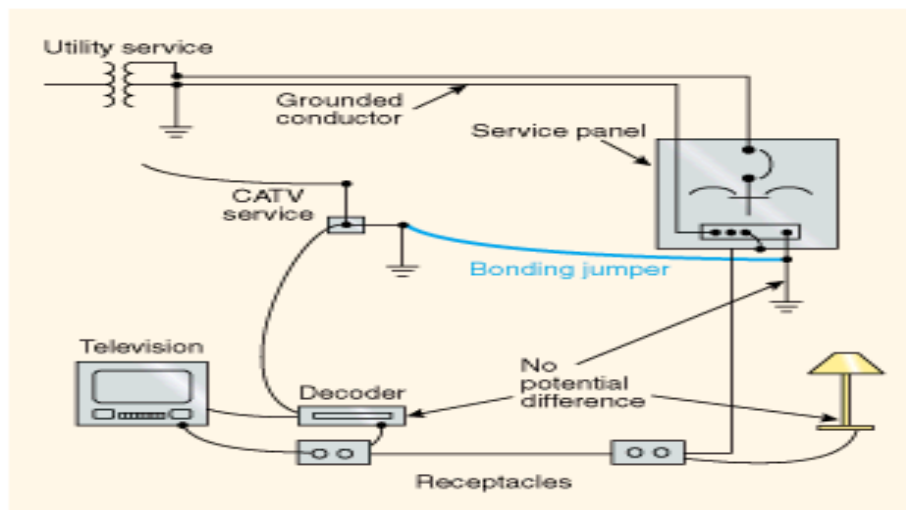 Utility service
Grounded
conductor
Service panel
CATV
service
Bonding jumper
Television
No
potential
difference
Decoder
Receptacles